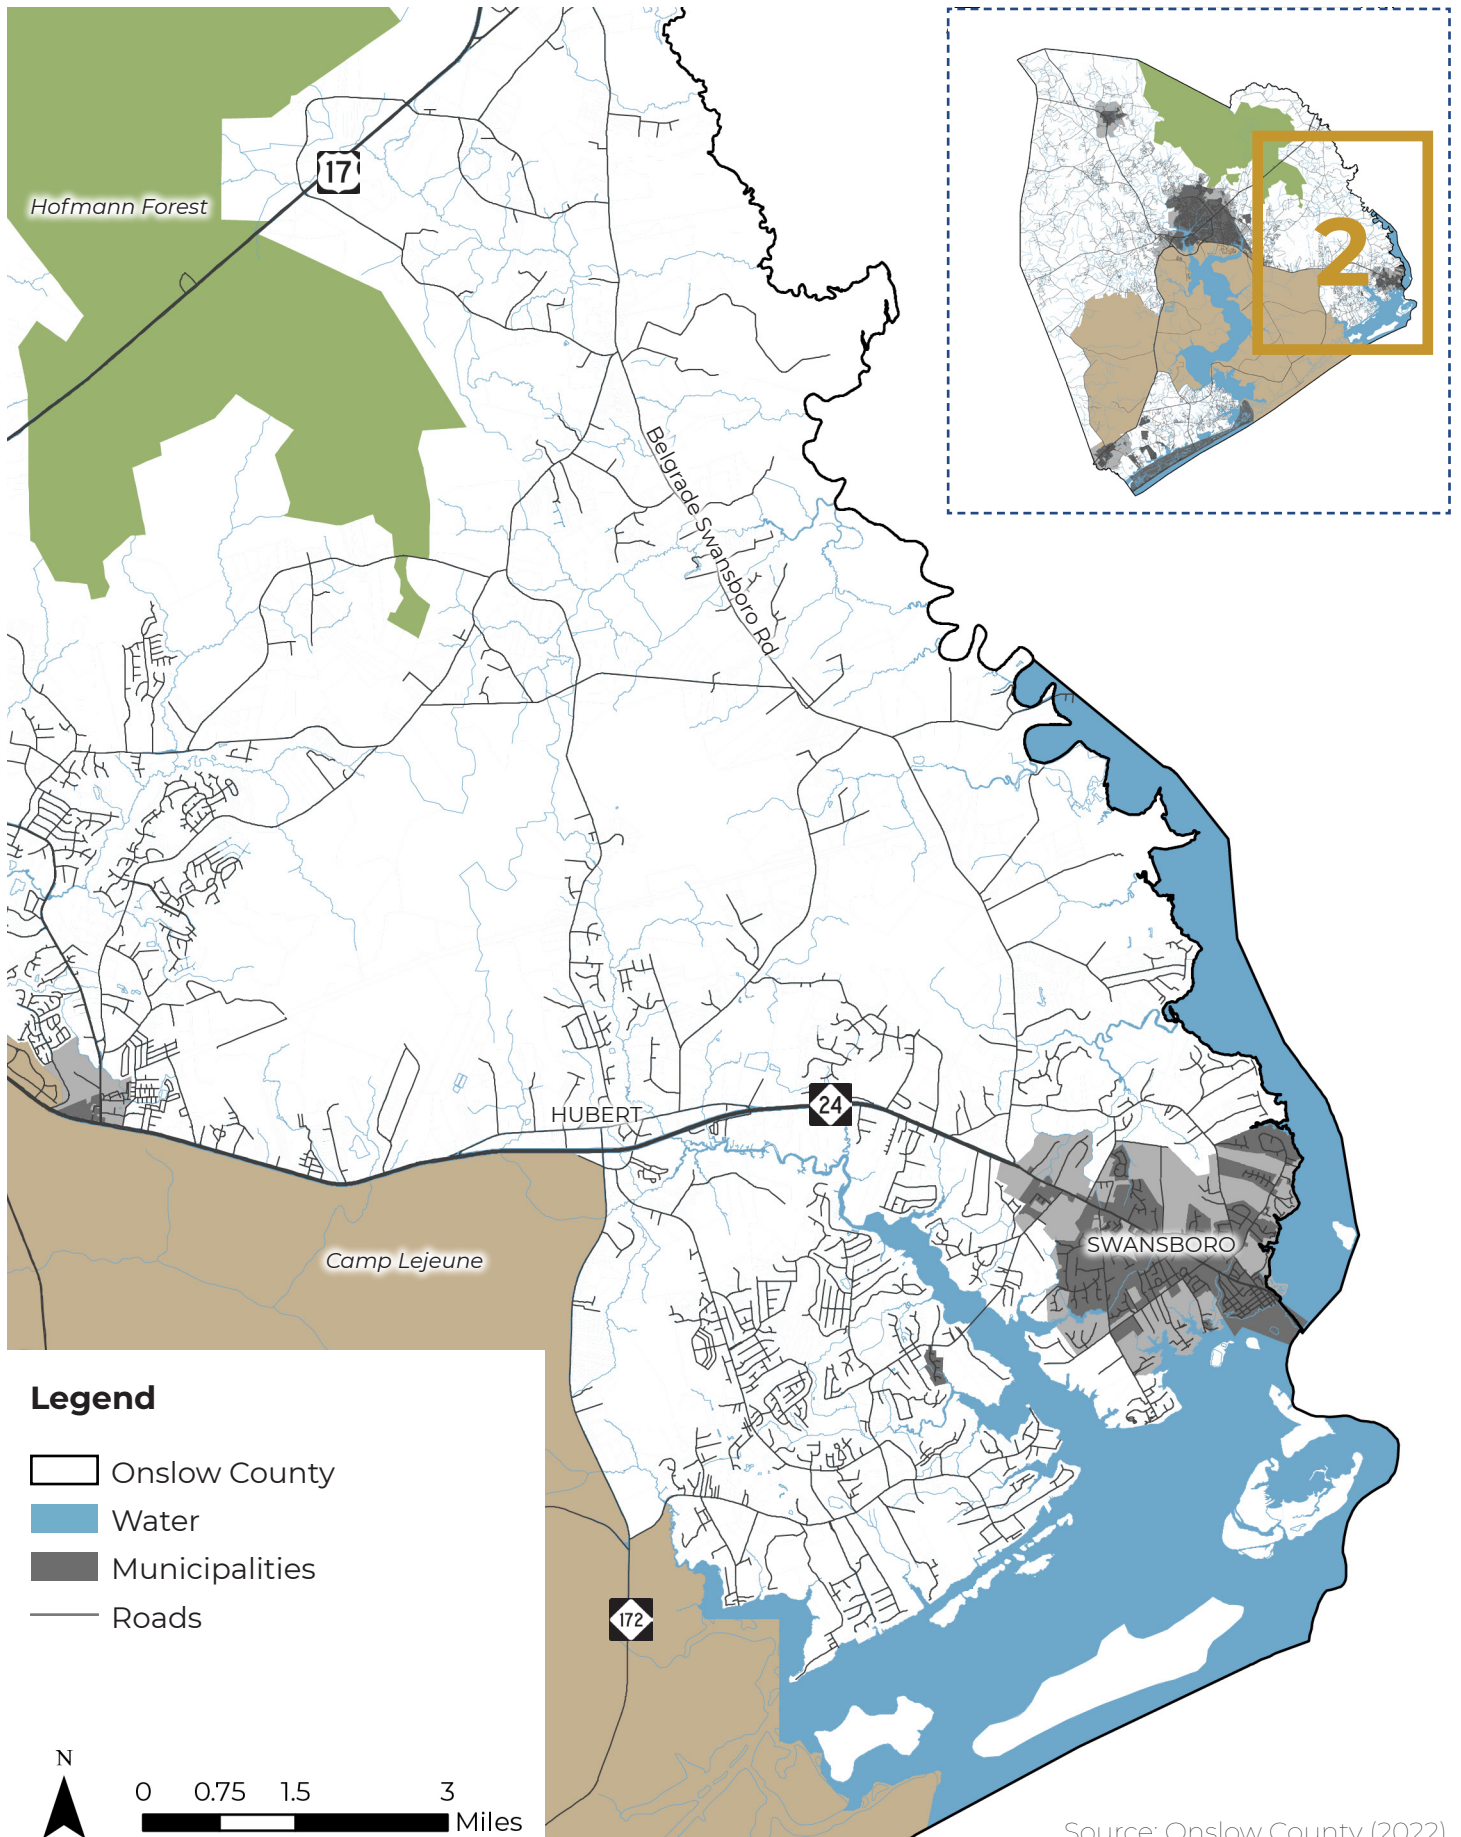 17
Hofmann Forest
2
Belgrade Swansboro Rd
HUBERT
24
SWANSBORO
Camp Lejeune
Legend
Onslow County
Water
Municipalities
Roads
172
N
0 0.75 1.5 3
Miles
Source: Onslow County (2022)